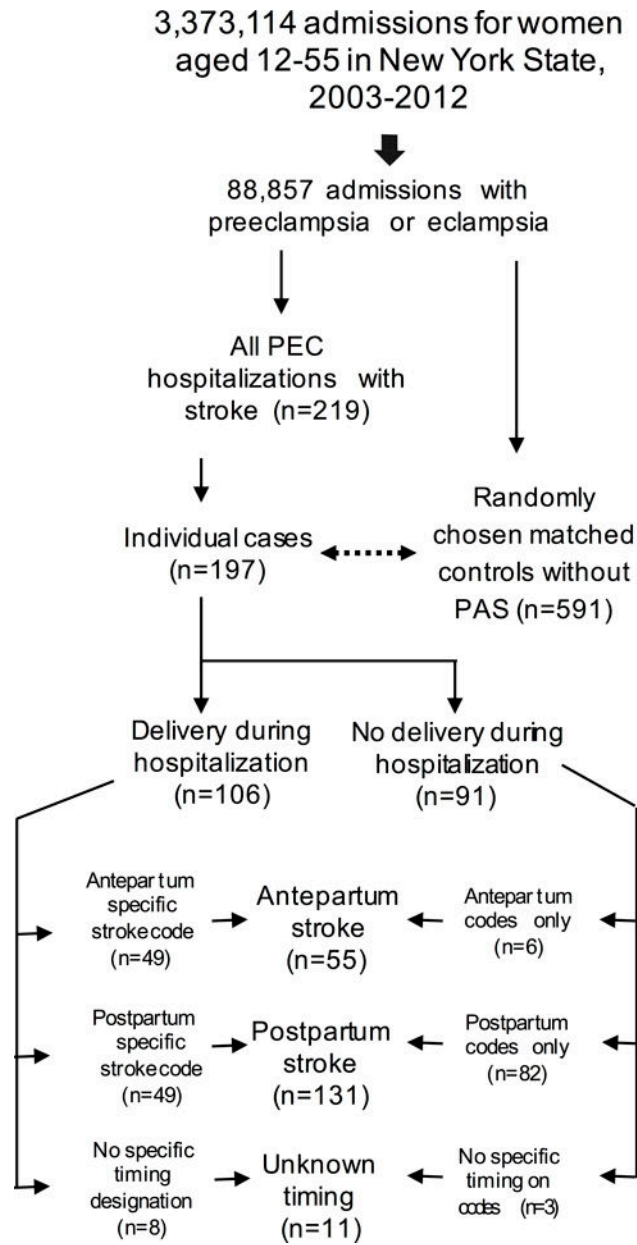 3,373,114 admissions for women
aged 12-55 in New York State,
2003-2012
88,857 admissions with
preeclampsia or eclampsia
All PEC
hospitalizations with
stroke (n=219)
Individual cases
(n=197)
Randomly
chosen matched
controls without
PAS (n=591)
Delivery during
hospitalization
(n=106)
No delivery during
hospitalization
(n=91)
Antepartum
specific
stroke code
(n=49)
Antepartum
stroke
(n=55)
Antepartum
codes only
(n=6)
Postpartum
specific
stroke code
(n=49)
Postpartum
stroke
(n=131)
Postpartum
codes only
(n=82)
No specific
timing
designation
(n=8)
Unknown
timing
(n=11)
No specific
timing on
codes (n=3)